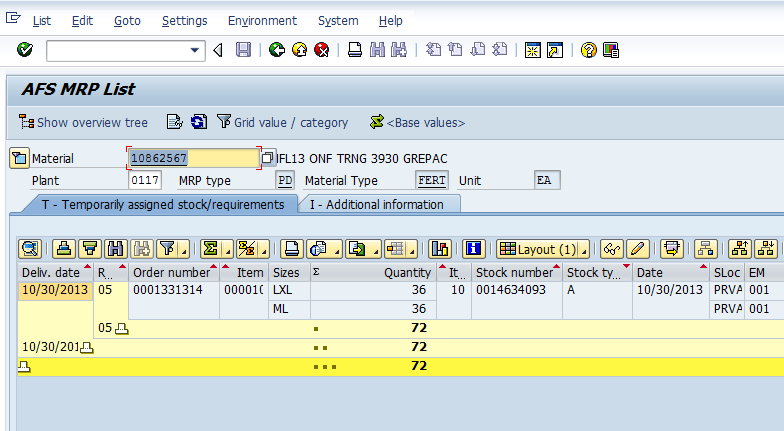 List Edit Goto Settings Environment System Help
AFS MRP List
Show overview tree Grid value / category <Base values>
Material 10862567 IFL13 ONF TRNG 3930 GREPAC
Plant 0117 MRP type PD Material Type FERT Unit EA
T - Temporarily assigned stock/requirements I - Additional information
Layout (1)
Deliv. date R... Order number Item Sizes Σ Quantity It... Stock number Stock ty... Date SLoc EM
10/30/2013 05 0001331314 000010 LXL 36 10 0014634093 A 10/30/2013 PRVA 001
ML 36 PRVA 001
05 72
10/30/201 72
72